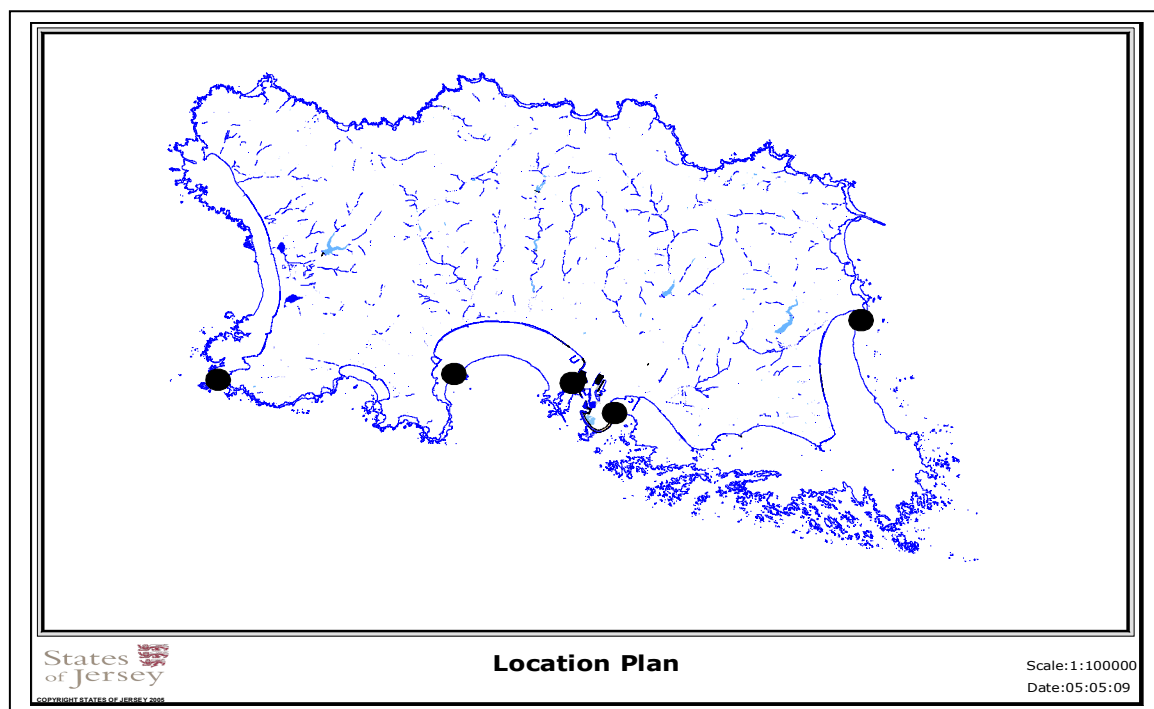 States
of Jersey
COPYRIGHT STATES OF JERSEY 2005
Location Plan
Scale:1:100000
Date:05:05:09